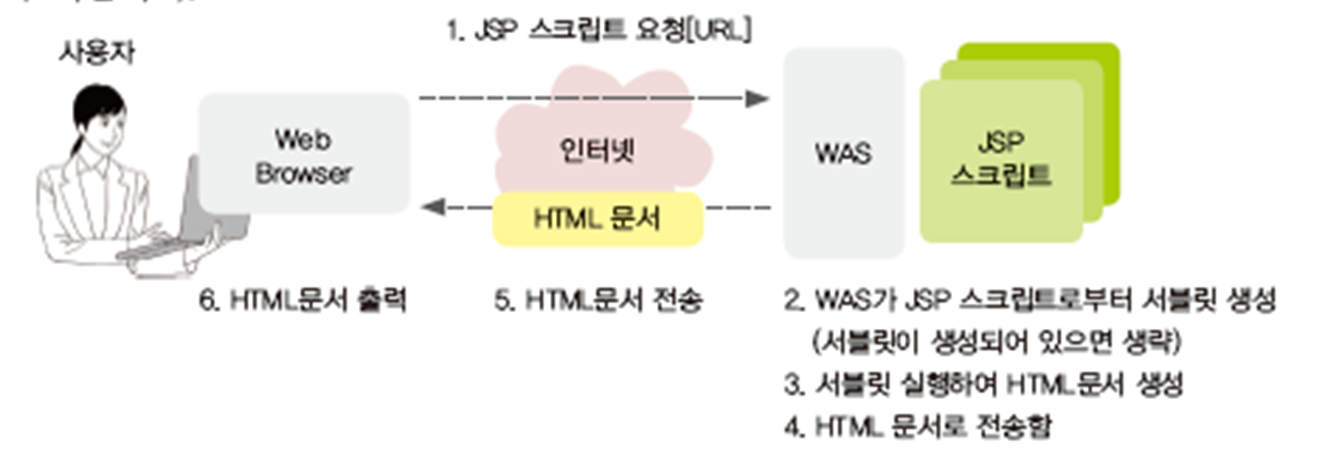 1. JSP 스크립트 요청[URL]
사용자
Web
Browser
인터넷
WAS
JSP
스크립트
HTML 문서
6. HTML문서 출력
5. HTML문서 전송
2. WAS가 JSP 스크립트로부터 서블릿 생성
(서블릿이 생성되어 있으면 생략)
3. 서블릿 실행하여 HTML문서 생성
4. HTML 문서로 전송함